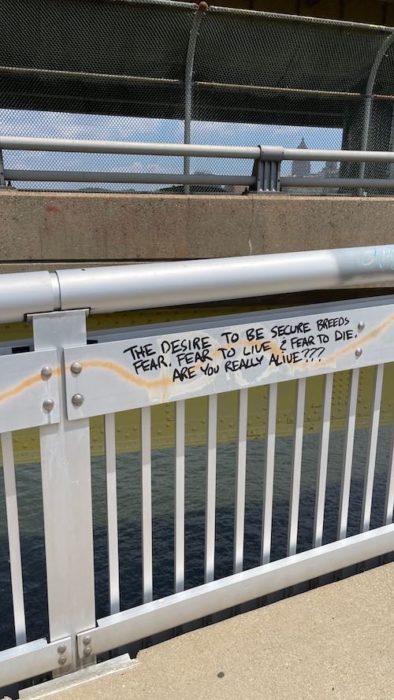 THE DESIRE TO BE SECURE BREEDS
FEAR. FEAR TO LIVE & FEAR TO DIE.
ARE YOU REALLY ALIVE???